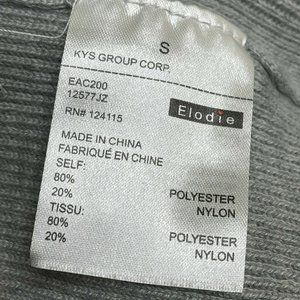 S
KYS GROUP CORP.
EAC200
12577JZ
RN# 124115
Elodie
MADE IN CHINA
FABRIQUÉ EN CHINE
SELF:
80% POLYESTER
20% NYLON
TISSU:
80% POLYESTER
20% NYLON